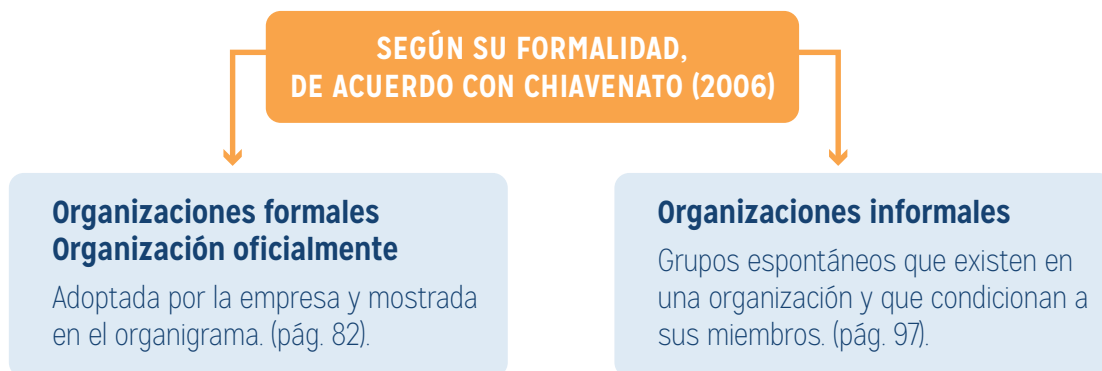 SEGÚN SU FORMALIDAD,
DE ACUERDO CON CHIAVENATO (2006)
Organizaciones formales
Organización oficialmente
Adoptada por la empresa y mostrada
en el organigrama. (pág. 82).
Organizaciones informales
Grupos espontáneos que existen en
una organización y que condicionan a
sus miembros. (pág. 97).